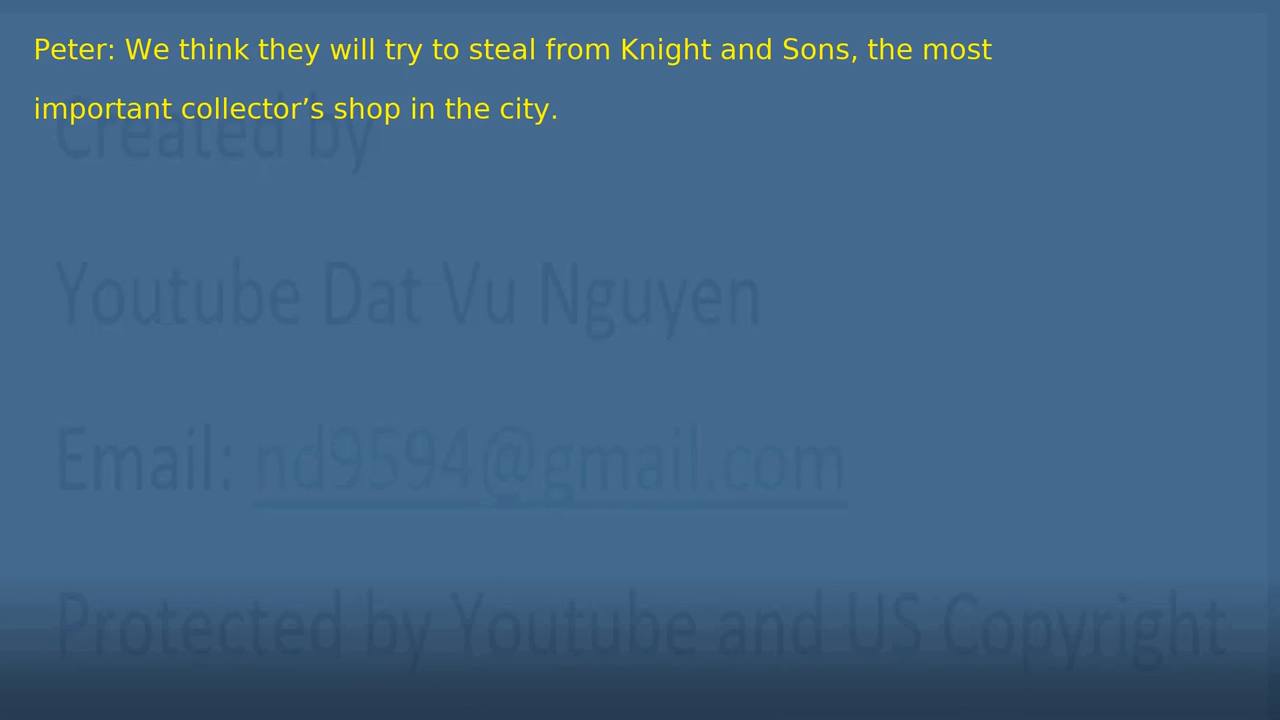 Peter: We think they will try to steal from Knight and Sons, the most
important collector’s shop in the city.
Created by
Youtube Dat Vu Nguyen
Email: nd9594@gmail.com
Protected by Youtube and US Copyright